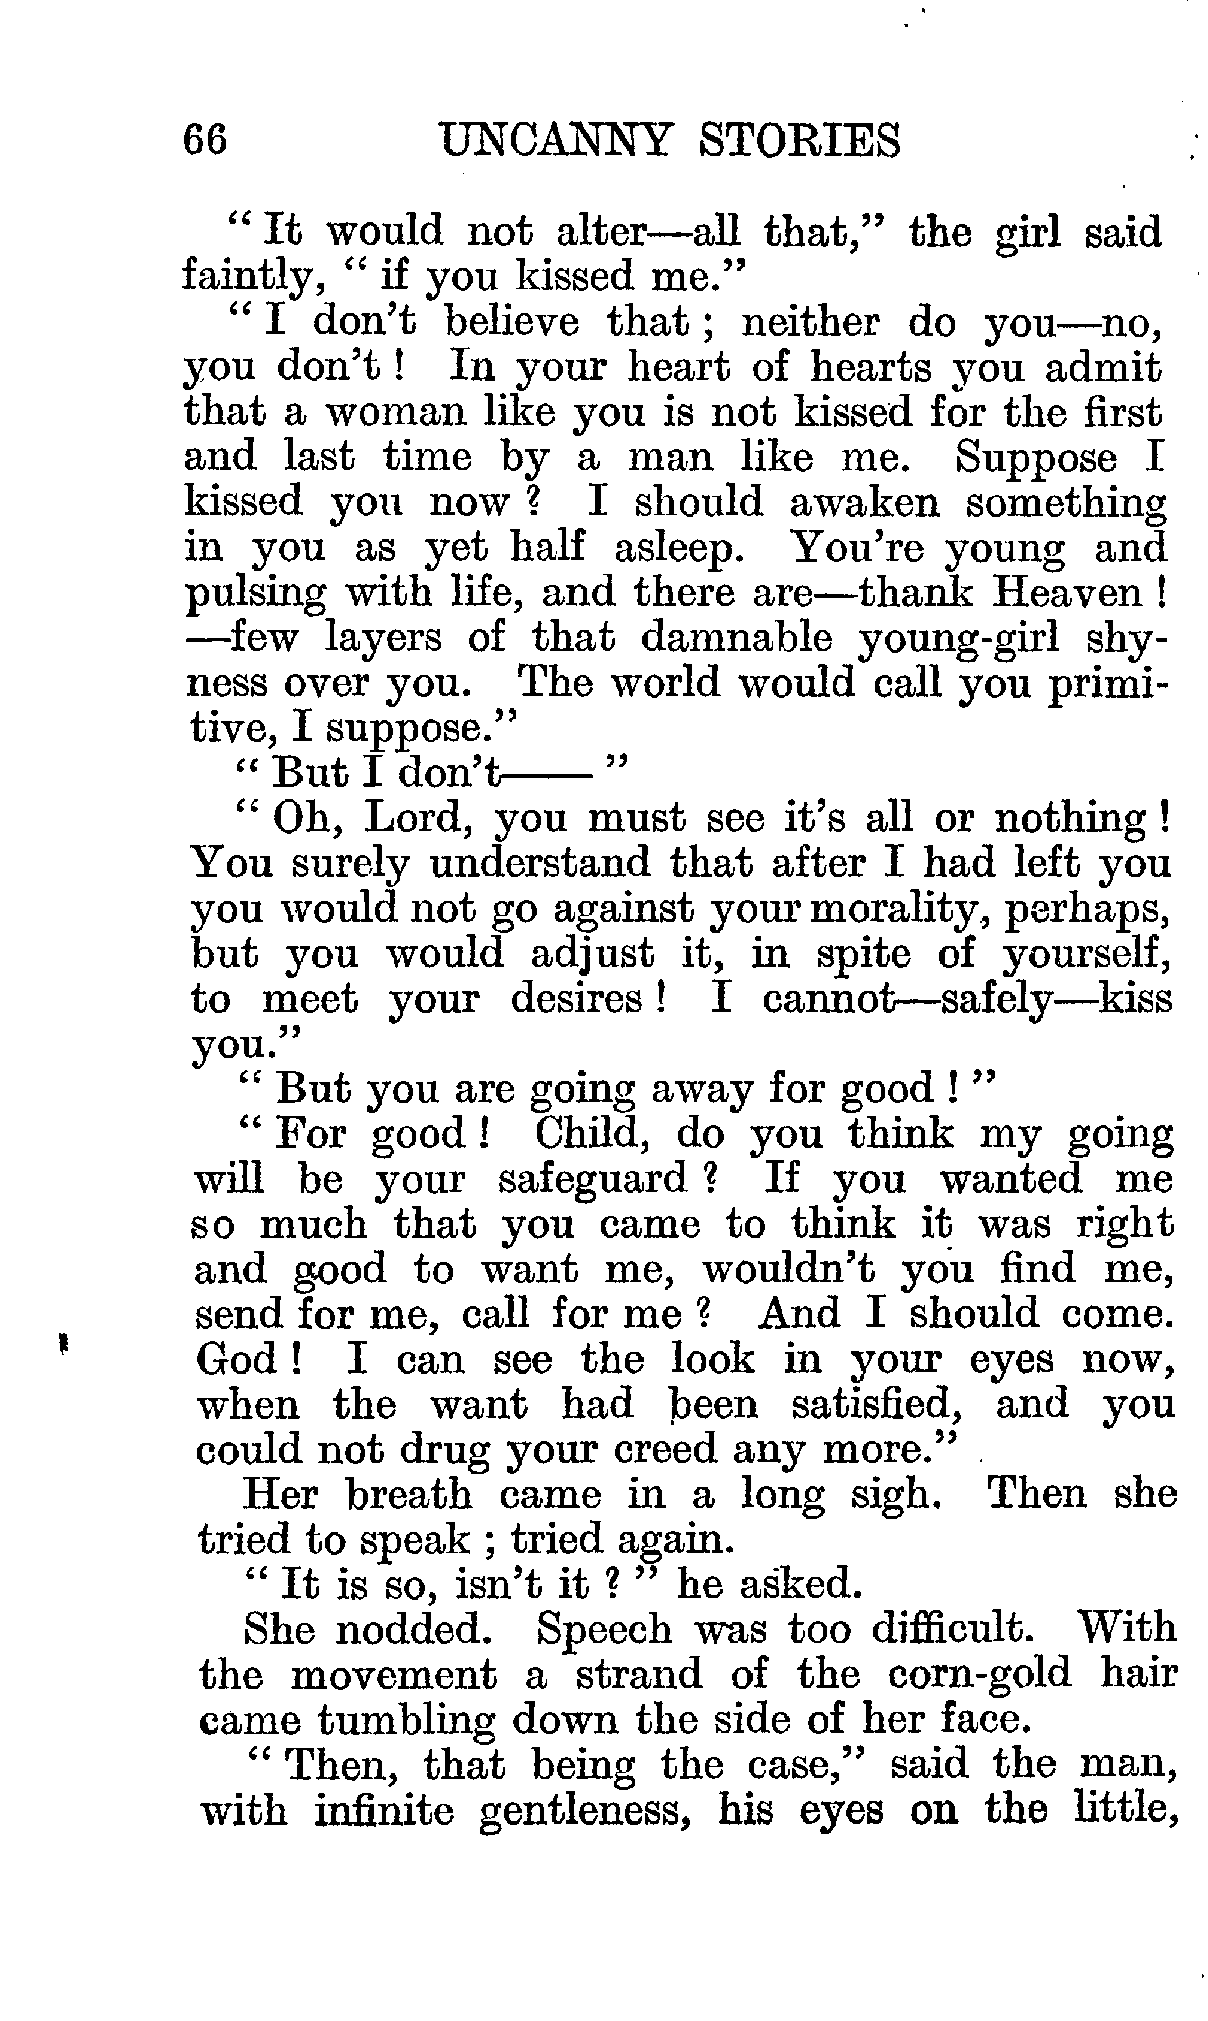 66 UNCANNY STORIES
" It would not alter—all that," the girl said
faintly, " if you kissed me."
" I don't believe that ; neither do you—no,
you don't ! In your heart of hearts you admit
that a woman like you is not kissed for the first
and last time by a man like me. Suppose I
kissed you now ? I should awaken something
in you as yet half asleep. You're young and
pulsing with life, and there are—thank Heaven !
—few layers of that damnable young-girl shy-
ness over you. The world would call you primi-
tive, I suppose."
" But I don't—— "
" Oh, Lord, you must see it's all or nothing !
You surely understand that after I had left you
you would not go against your morality, perhaps,
but you would adjust it, in spite of yourself,
to meet your desires ! I cannot—safely—kiss
you."
" But you are going away for good ! "
" For good ! Child, do you think my going
will be your safeguard ? If you wanted me
so much that you came to think it was right
and good to want me, wouldn't you find me,
send for me, call for me ? And I should come.
God ! I can see the look in your eyes now,
when the want had been satisfied, and you
could not drug your creed any more."
Her breath came in a long sigh. Then she
tried to speak ; tried again.
" It is so, isn't it ? " he asked.
She nodded. Speech was too difficult. With
the movement a strand of the corn-gold hair
came tumbling down the side of her face.
" Then, that being the case," said the man,
with infinite gentleness, his eyes on the little,